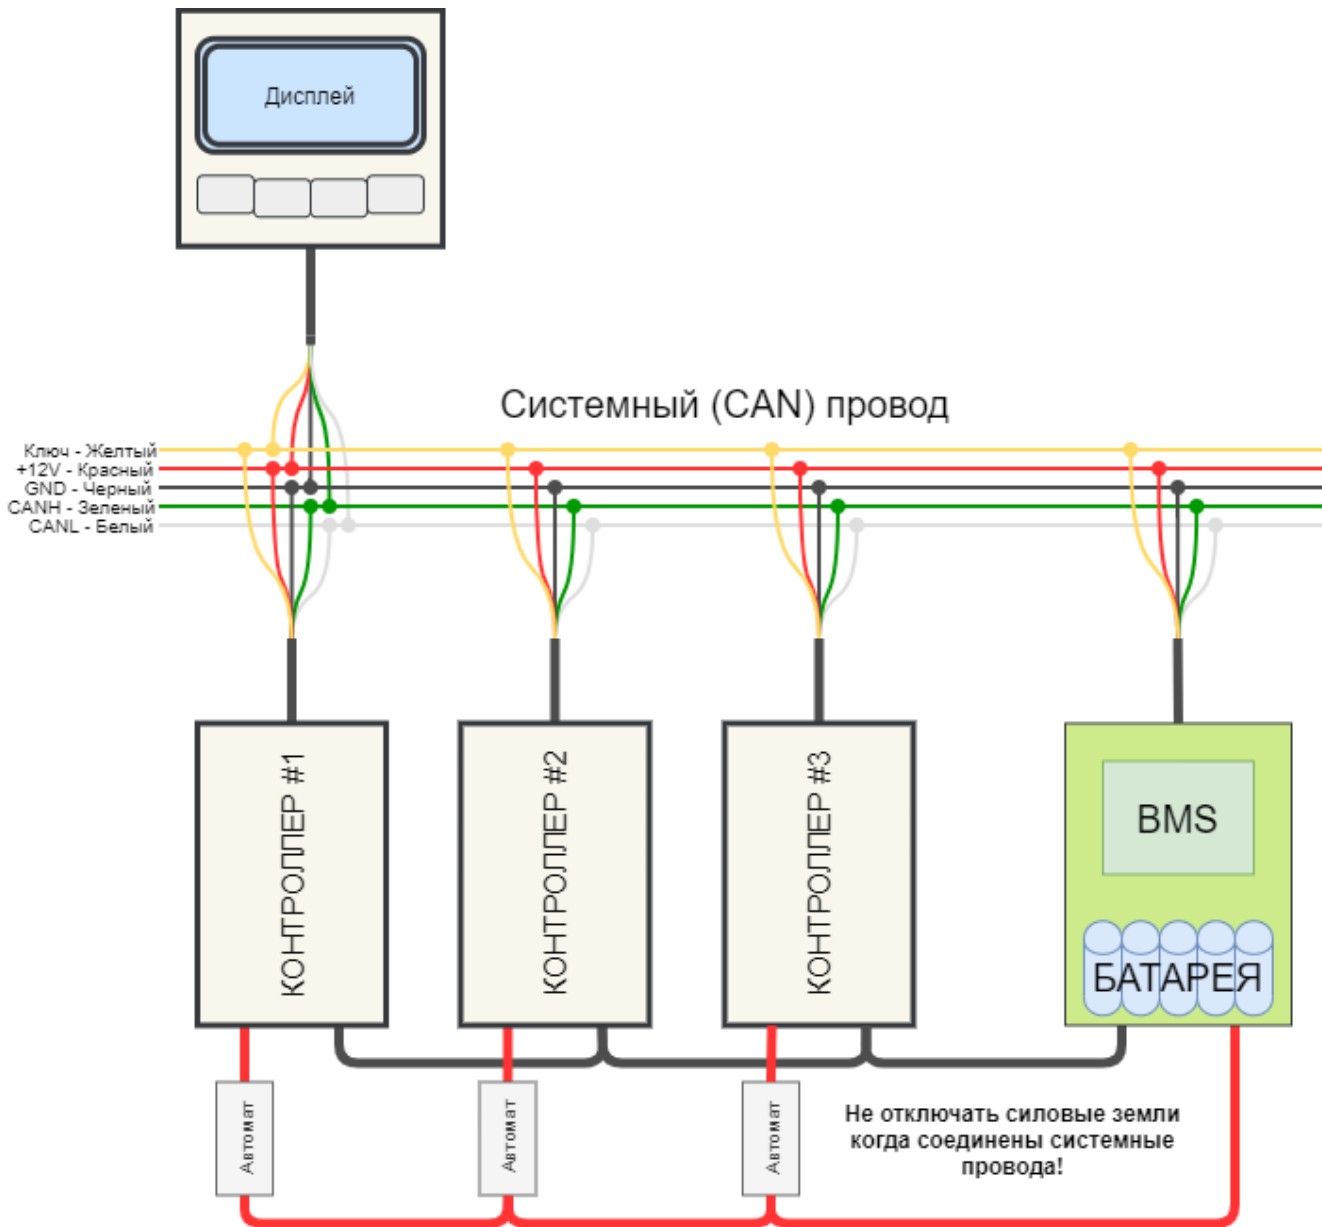 Дисплей
Системный (CAN) провод
Ключ - Желтый
+12V - Красный
GND - Черный
CANH - Зеленый
CANL - Белый
КОНТРОЛЛЕР #1
КОНТРОЛЛЕР #2
КОНТРОЛЛЕР #3
BMS
БАТАРЕЯ
Автомат
Автомат
Автомат
Не отключать силовые земли
когда соединены системные
провода!